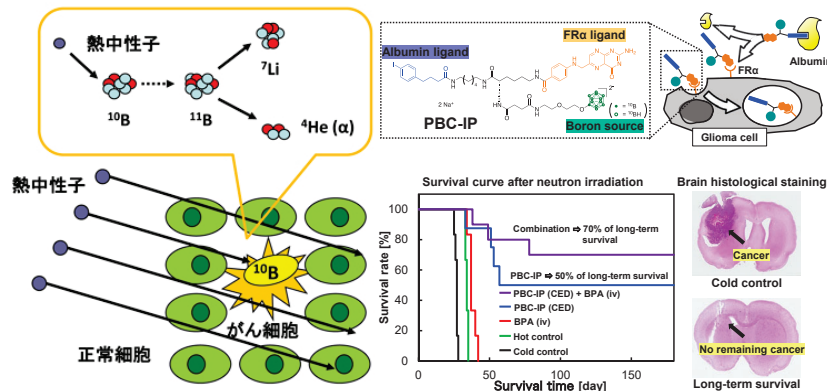 熱中性子
⁷Li
¹⁰B
¹¹B
⁴He (α)
熱中性子
¹⁰B
がん細胞
正常細胞
Albumin ligand
FRα ligand
PBC-IP
2 Na⁺
Boron source
2-
Albumin
FRα
Glioma cell
Survival curve after neutron irradiation
Survival rate [%]
100
80
60
40
20
0
Combination ⇨ 70% of long-term
survival
PBC-IP ⇨ 50% of long-term survival
PBC-IP (CED) + BPA (iv)
PBC-IP (CED)
BPA (iv)
Hot control
Cold control
0
50
100
150
Survival time [day]
Brain histological staining
Cancer
Cold control
No remaining cancer
Long-term survival